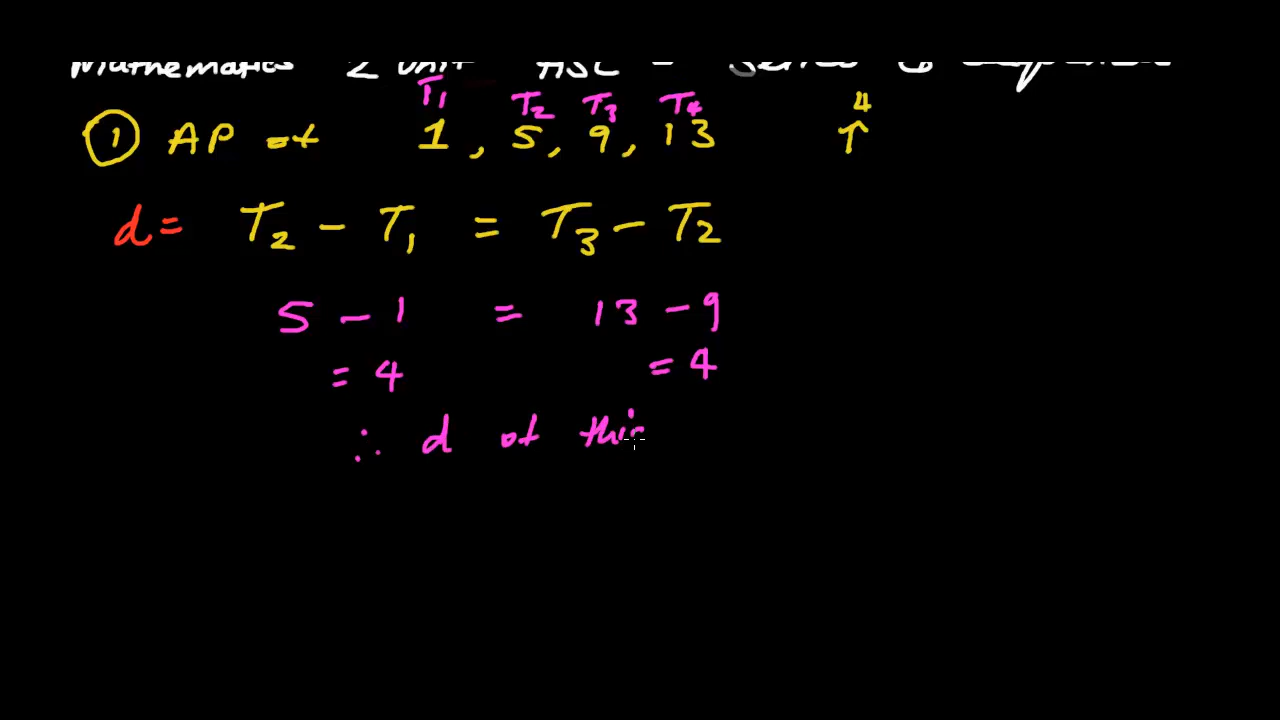 Mathematics 2 Unit HSC - Series &
T1 T2 T3 T4 4
① AP of 1, 5, 9, 13 ↑
d = T2 - T1 = T3 - T2
5 - 1 = 13 - 9
= 4 = 4
∴ d of this